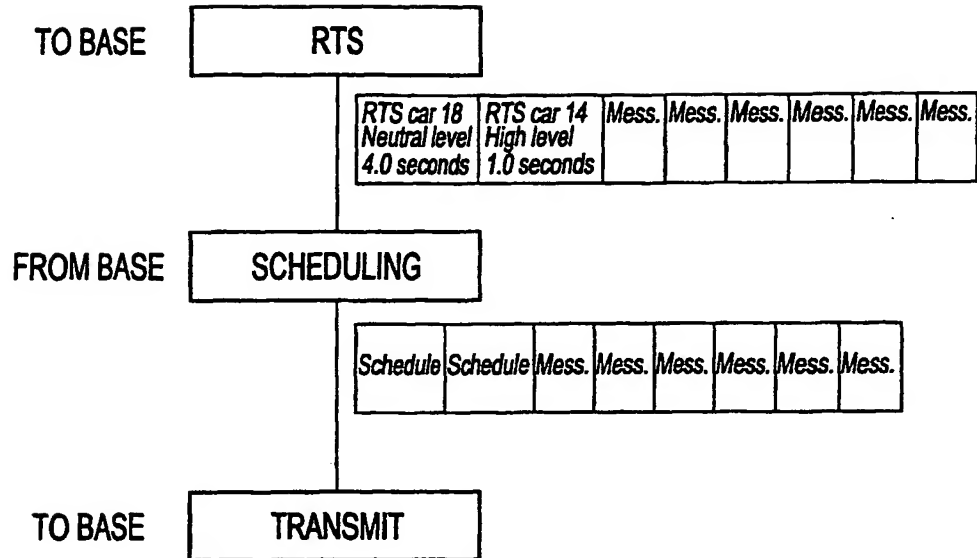 TO BASE RTS
RTS car 18 RTS car 14 Mess. Mess. Mess. Mess. Mess. Mess.
Neutral level High level
4.0 seconds 1.0 seconds
FROM BASE SCHEDULING
Schedule Schedule Mess. Mess. Mess. Mess. Mess. Mess.
TO BASE TRANSMIT